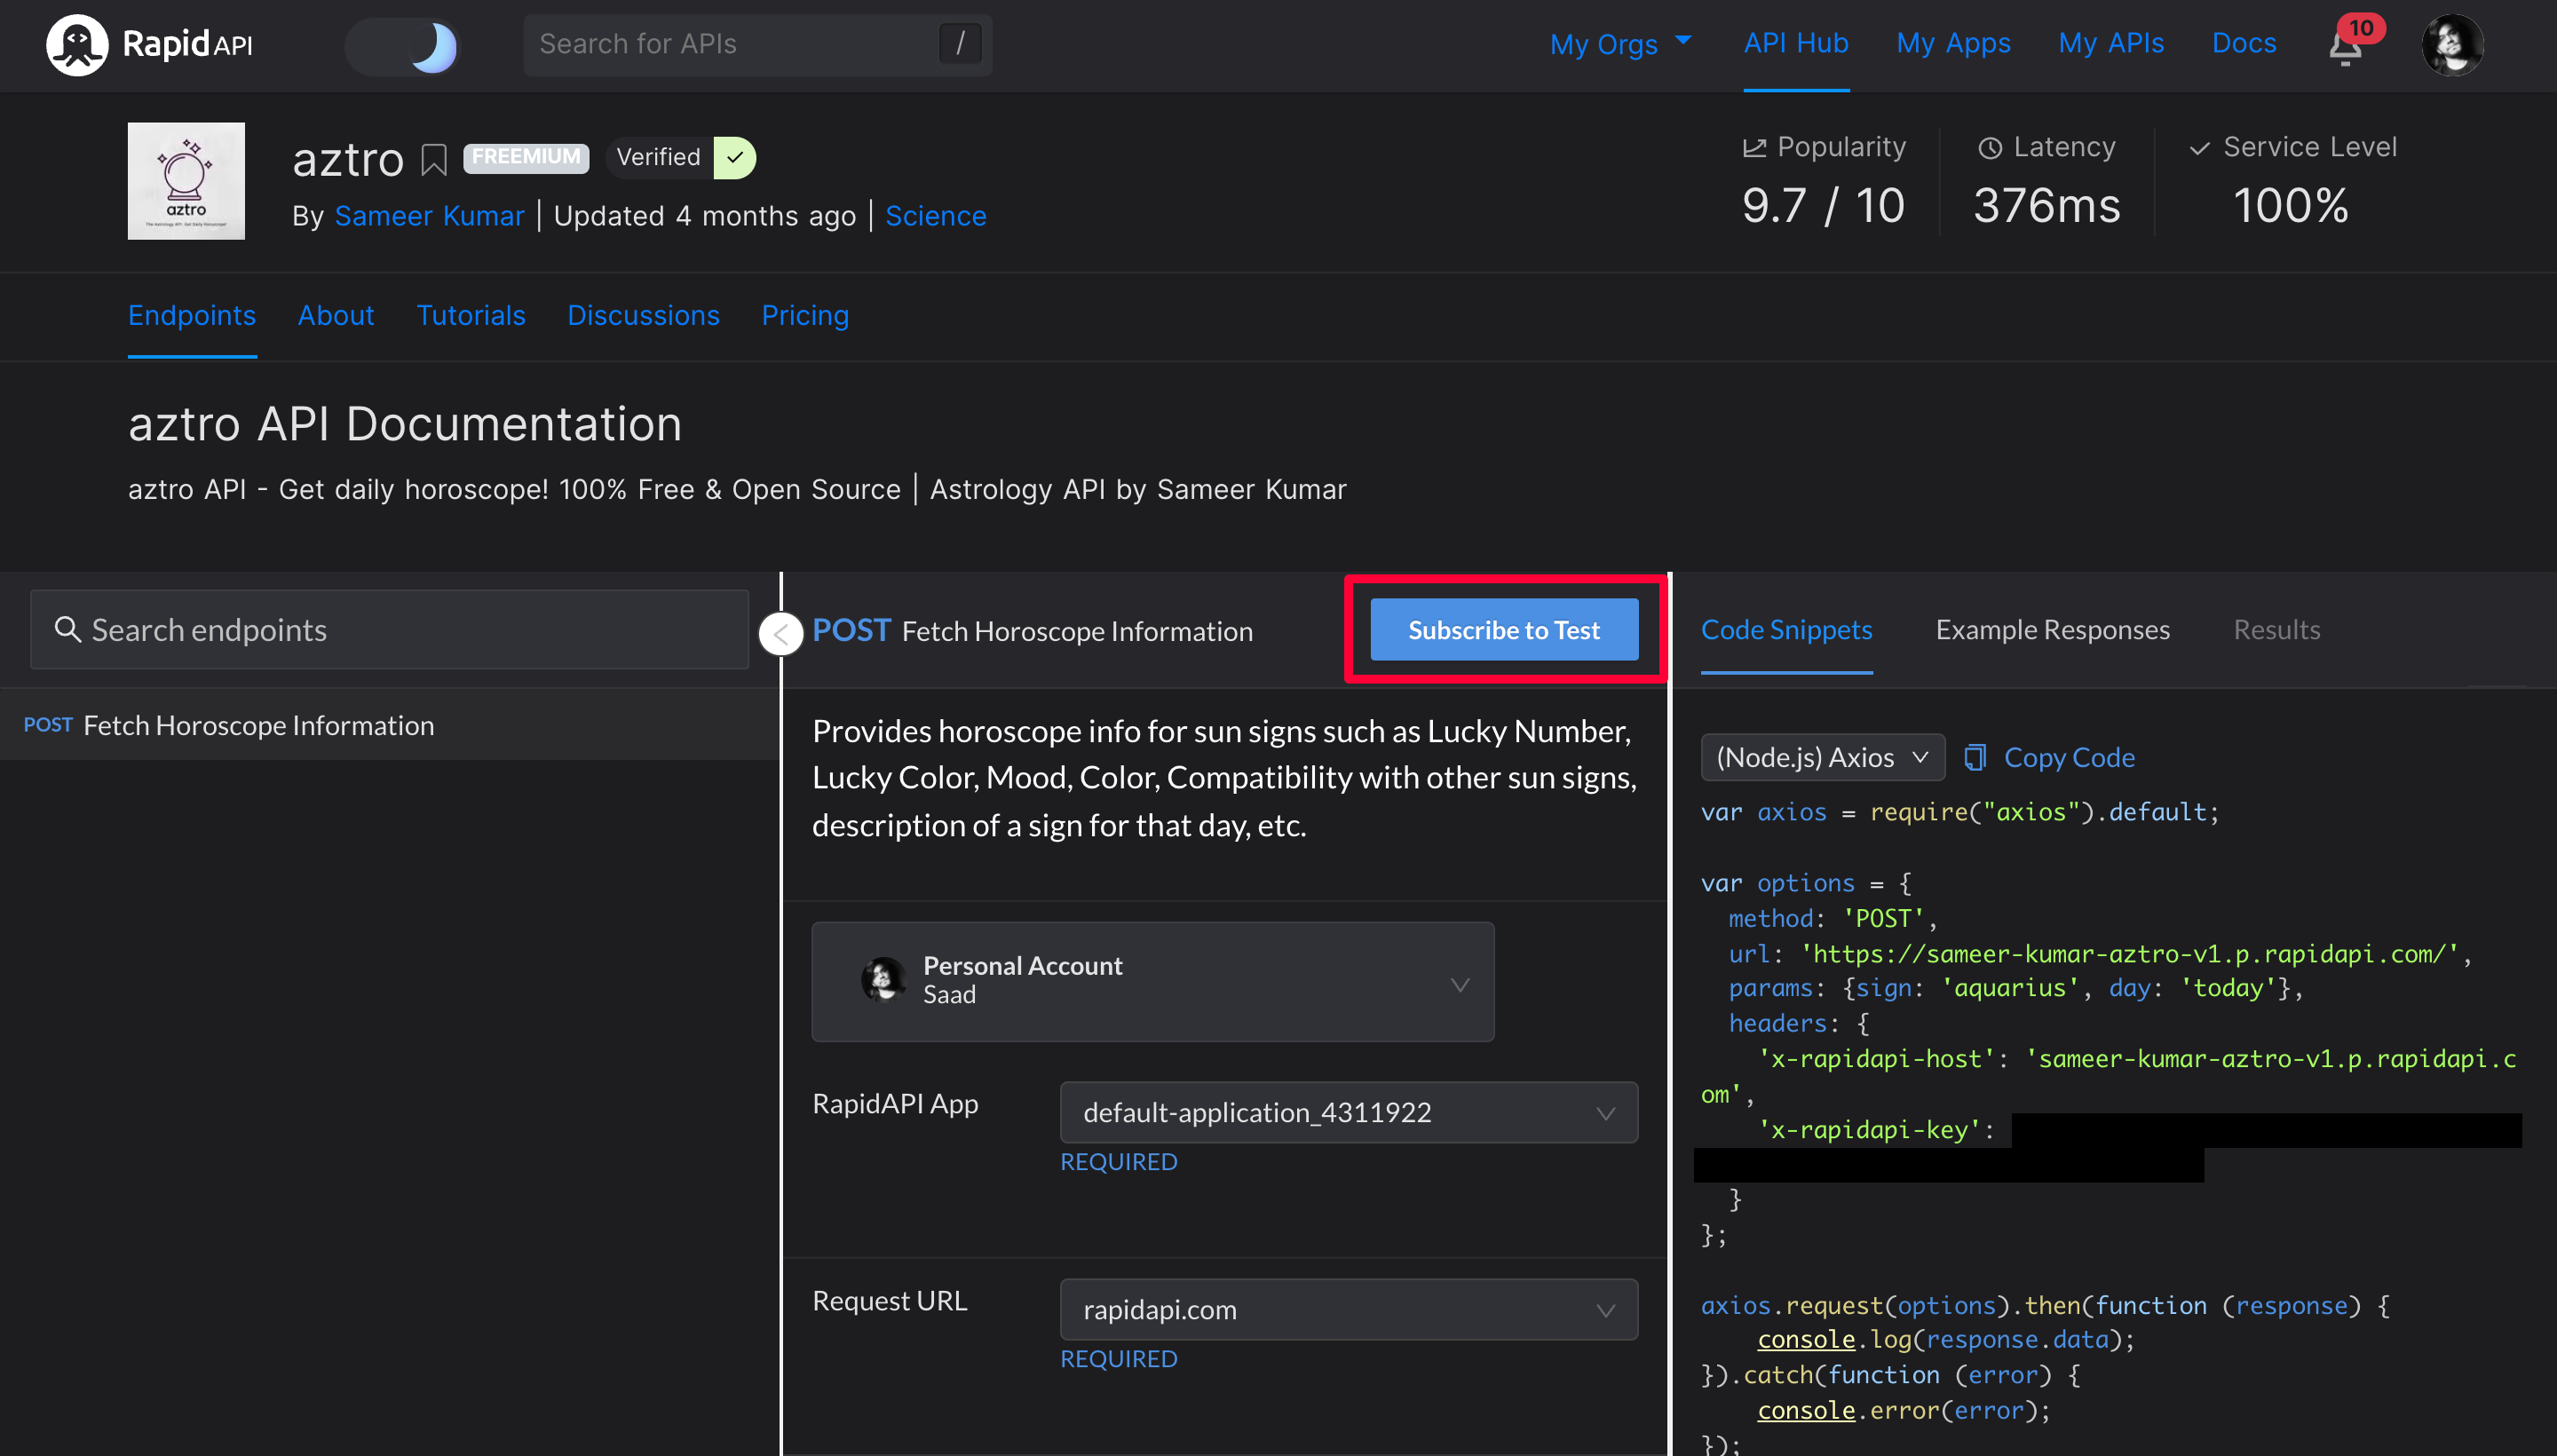 RapidAPI
Search for APIs
/
My Orgs
API Hub
My Apps
My APIs
Docs
10
aztro
aztro
FREEMIUM
Verified
By Sameer Kumar | Updated 4 months ago | Science
Popularity
9.7 / 10
Latency
376ms
Service Level
100%
Endpoints
About
Tutorials
Discussions
Pricing
aztro API Documentation
aztro API - Get daily horoscope! 100% Free & Open Source | Astrology API by Sameer Kumar
Search endpoints
POST Fetch Horoscope Information
POST Fetch Horoscope Information
Subscribe to Test
Provides horoscope info for sun signs such as Lucky Number,
Lucky Color, Mood, Color, Compatibility with other sun signs,
description of a sign for that day, etc.
Personal Account
Saad
RapidAPI App
default-application_4311922
REQUIRED
Request URL
rapidapi.com
REQUIRED
Code Snippets
Example Responses
Results
(Node.js) Axios
Copy Code
var axios = require("axios").default;
var options = {
method: 'POST',
url: 'https://sameer-kumar-aztro-v1.p.rapidapi.com/',
params: {sign: 'aquarius', day: 'today'},
headers: {
'x-rapidapi-host': 'sameer-kumar-aztro-v1.p.rapidapi.c
om',
'x-rapidapi-key':
}
};
axios.request(options).then(function (response) {
console.log(response.data);
}).catch(function (error) {
console.error(error);
});